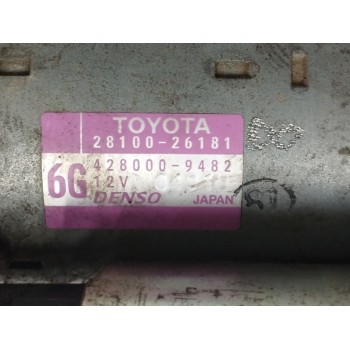 TOYOTA
28100-26181
428000-9482
6G 12V
DENSO JAPAN